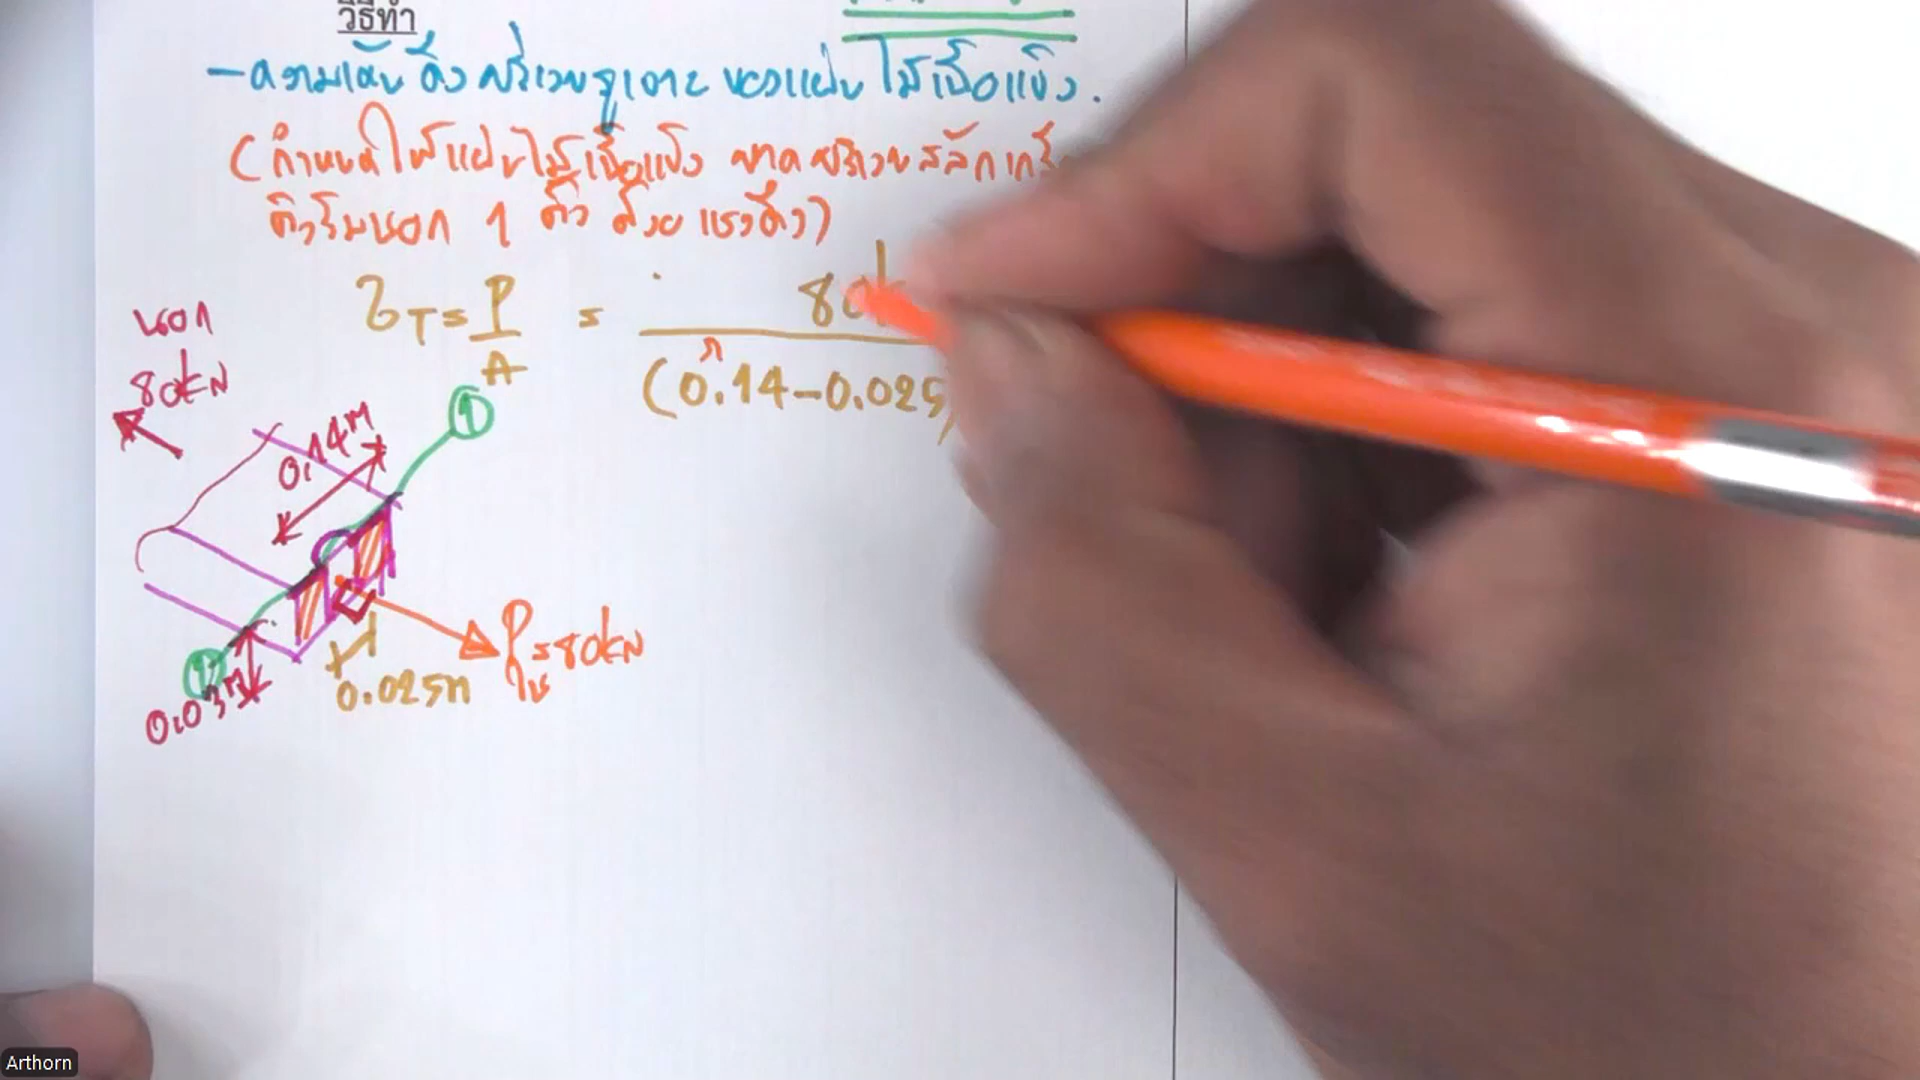 วิธีทำ
- ความเค้นดึงบริเวณรูเจาะของแผ่นไม้เนื้อแข็ง.
(กำหนดให้แผ่นไม้เนื้อแข็ง ขาดบริเวณสลักเกลียว
ตัวริมนอก 1 ตัว ด้วยแรงดึง)
σT = P/A = 80k / (0.14-0.025)
นอก
80kN
0.14M
1
1
0.03M
0.025M
P = 80kN
ใน
Arthorn